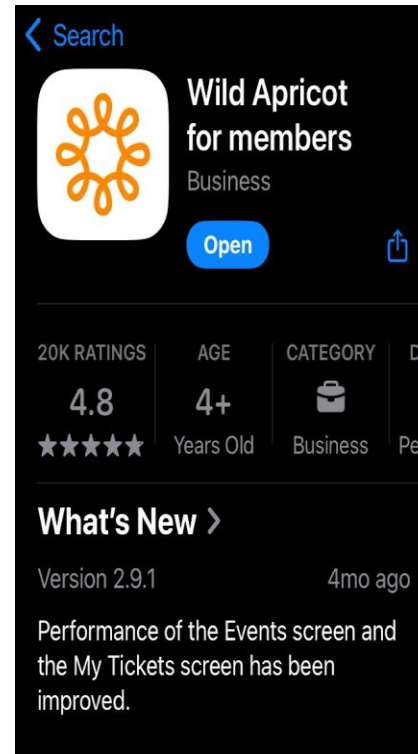 Search
Wild Apricot
for members
Business
Open
20K RATINGS
4.8
AGE
4+
Years Old
CATEGORY
Business
What's New
Version 2.9.1
4mo ago
Performance of the Events screen and
the My Tickets screen has been
improved.